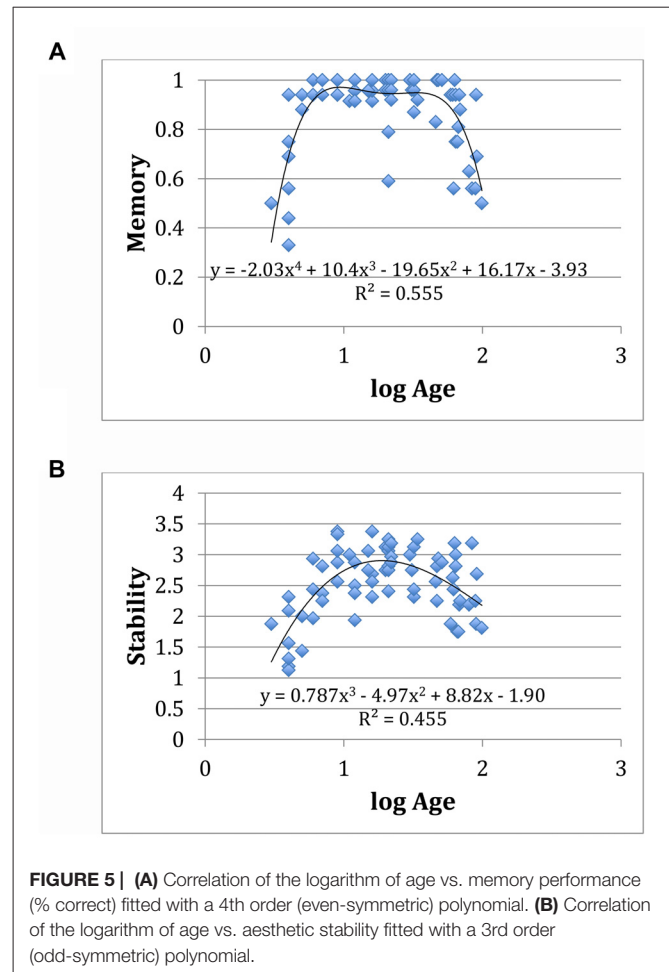 A
1
0.8
0.6
0.4
0.2
0
Memory
y = -2.03x⁴ + 10.4x³ - 19.65x² + 16.17x - 3.93
R² = 0.555
0 1 2 3
log Age
B
4
3.5
3
2.5
2
1.5
1
0.5
0
Stability
y = 0.787x³ - 4.97x² + 8.82x - 1.90
R² = 0.455
0 1 2 3
log Age
FIGURE 5 | (A) Correlation of the logarithm of age vs. memory performance
(% correct) fitted with a 4th order (even-symmetric) polynomial. (B) Correlation
of the logarithm of age vs. aesthetic stability fitted with a 3rd order
(odd-symmetric) polynomial.